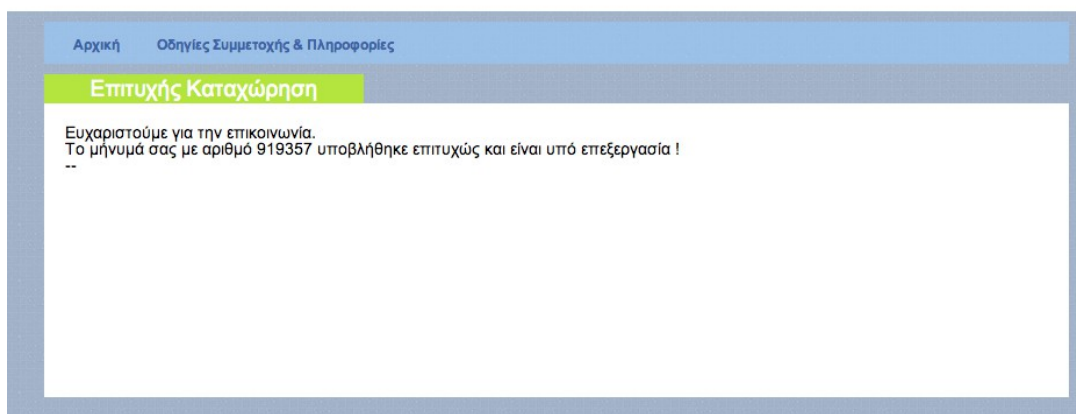 Αρχική Οδηγίες Συμμετοχής & Πληροφορίες
Επιτυχής Καταχώρηση
Ευχαριστούμε για την επικοινωνία.
Το μήνυμά σας με αριθμό 919357 υποβλήθηκε επιτυχώς και είναι υπό επεξεργασία !
--